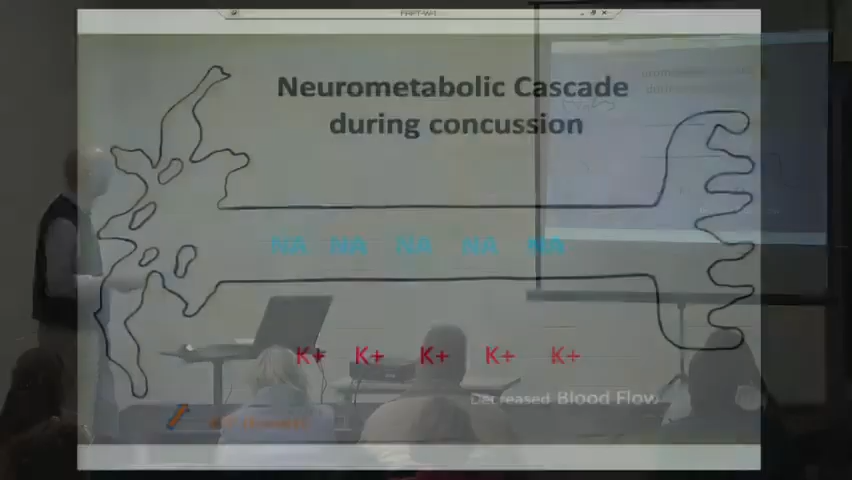 Neurometabolic Cascade
during concussion
NA NA NA NA NA
K+ K+ K+ K+ K+
Decreased Blood Flow